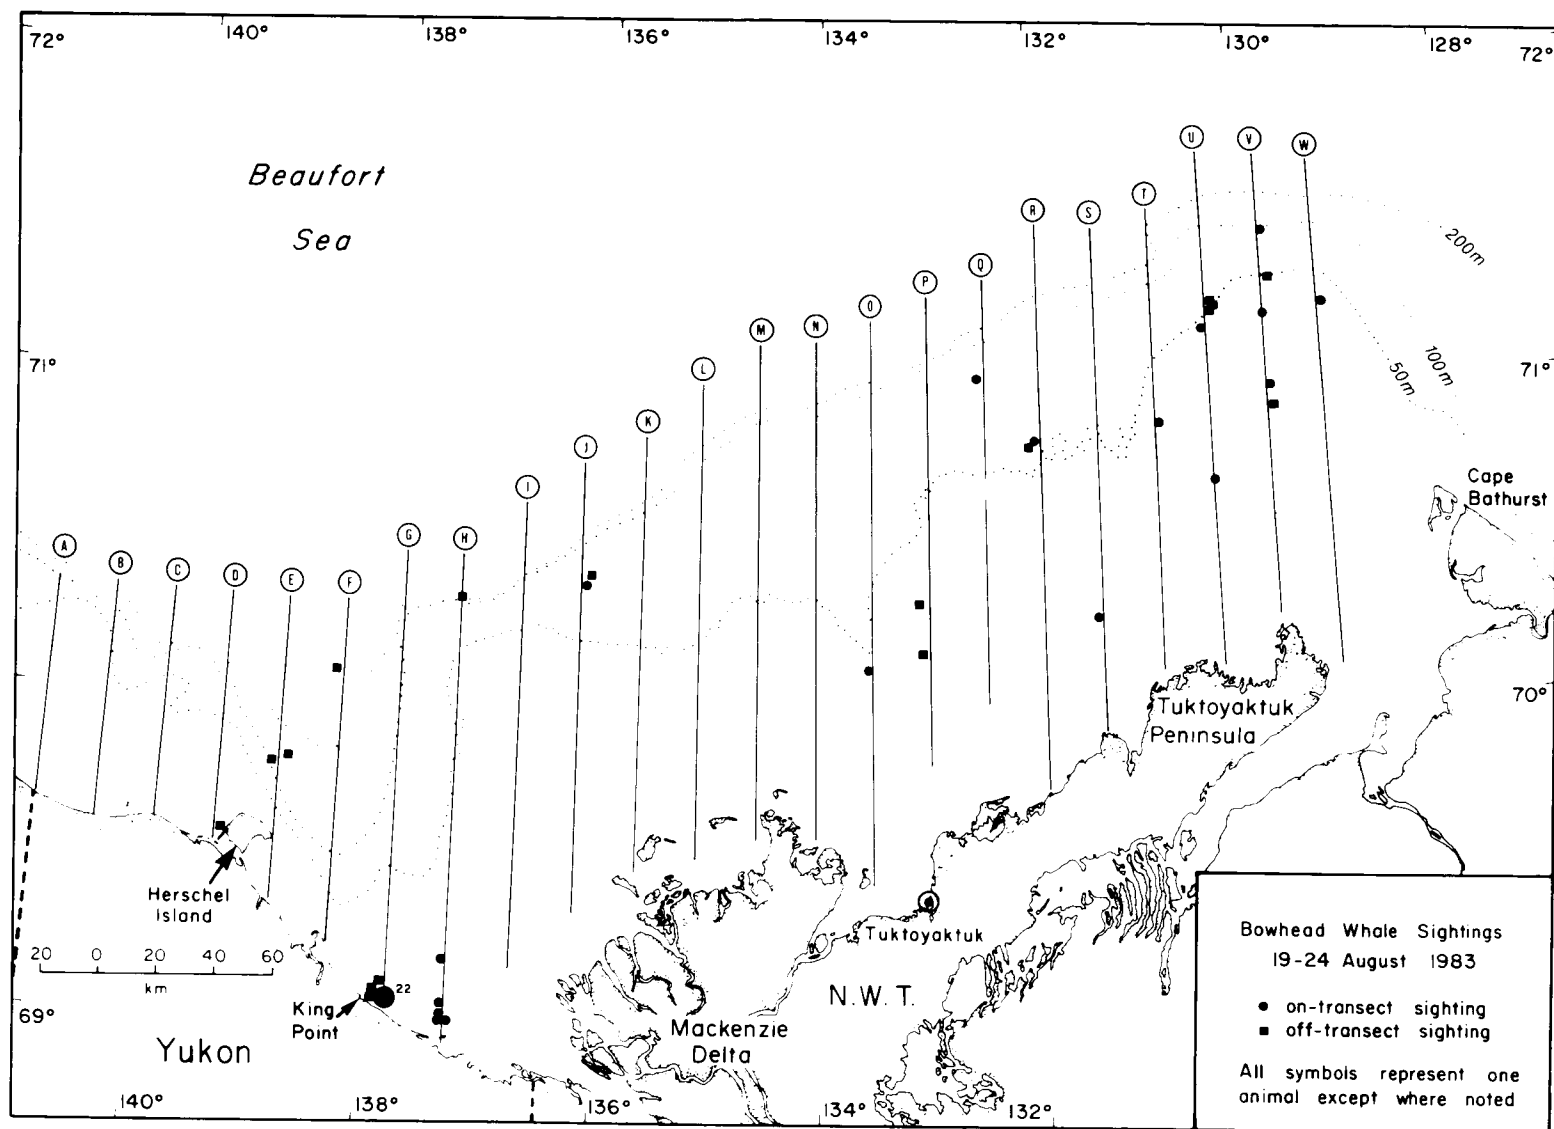 140°
138°
136°
134°
132°
130°
128°
72°
72°
Beaufort
Sea
U
V
W
T
R
S
Q
P
O
N
M
L
K
J
I
H
G
F
E
D
C
B
A
200m
100m
50m
71°
71°
Cape
Bathurst
70°
Tuktoyaktuk
Peninsula
Herschel
Island
20 0 20 40 60
km
22
King
Point
69°
Yukon
Tuktoyaktuk
N.W.T.
Mackenzie
Delta
140°
138°
136°
134°
132°
Bowhead Whale Sightings
19-24 August 1983
on-transect sighting
off-transect sighting
All symbols represent one
animal except where noted